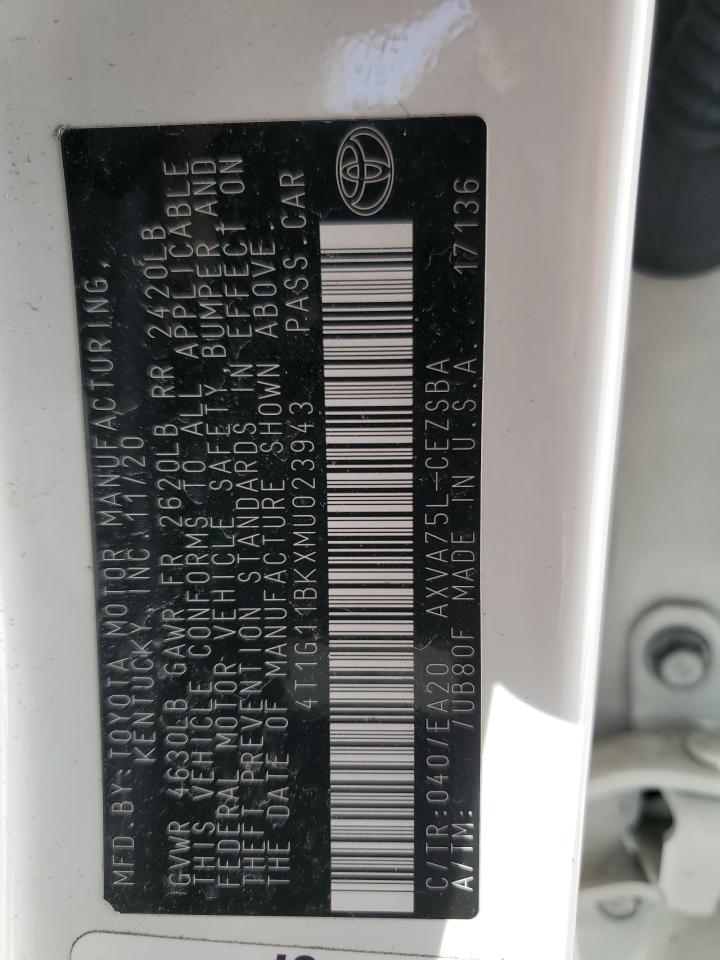 MFD.BY:TOYOTA MOTOR MANUFACTURING,
KENTUCKY, INC.11/20
GVWR 4630LB GAWR FR 2620LB RR 2420LB
THIS VEHICLE CONFORMS TO ALL APPLICABLE
FEDERAL MOTOR VEHICLE SAFETY, BUMPER AND
THEFT PREVENTION STANDARDS IN EFFECT ON
THE DATE OF MANUFACTURE SHOWN ABOVE.
4T1G11BKXMU023943 PASS.CAR
C/TR:040/EA20 AXVA75L-CEZSBA
A/TM: /UB80F MADE IN U.S.A. 17136